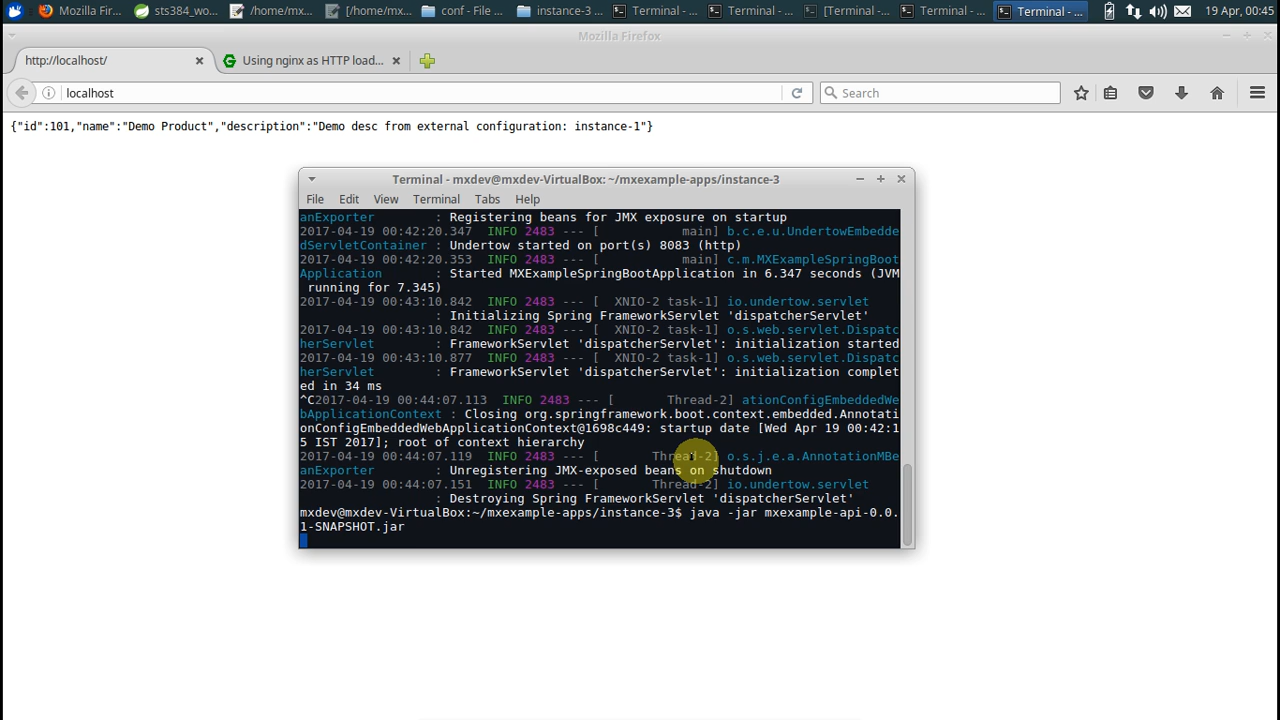 Mozilla Fir...
sts384_wo...
/home/mx...
[/home/mx...
conf - File ...
instance-3 ...
Terminal - ...
Terminal - ...
[Terminal - ...
Terminal - ...
Terminal - ...
19 Apr, 00:45
Mozilla Firefox
http://localhost/
Using nginx as HTTP load...
localhost
Search
{"id":101,"name":"Demo Product","description":"Demo desc from external configuration: instance-1"}
Terminal - mxdev@mxdev-VirtualBox: ~/mxexample-apps/instance-3
File Edit View Terminal Tabs Help
anExporter : Registering beans for JMX exposure on startup
2017-04-19 00:42:20.347 INFO 2483 --- [ main] b.c.e.u.UndertowEmbedde
dServletContainer : Undertow started on port(s) 8083 (http)
2017-04-19 00:42:20.353 INFO 2483 --- [ main] c.m.MXExampleSpringBoot
Application : Started MXExampleSpringBootApplication in 6.347 seconds (JVM
running for 7.345)
2017-04-19 00:43:10.842 INFO 2483 --- [ XNIO-2 task-1] io.undertow.servlet
: Initializing Spring FrameworkServlet 'dispatcherServlet'
2017-04-19 00:43:10.842 INFO 2483 --- [ XNIO-2 task-1] o.s.web.servlet.Dispatc
herServlet : FrameworkServlet 'dispatcherServlet': initialization started
2017-04-19 00:43:10.877 INFO 2483 --- [ XNIO-2 task-1] o.s.web.servlet.Dispatc
herServlet : FrameworkServlet 'dispatcherServlet': initialization complet
ed in 34 ms
^C2017-04-19 00:44:07.113 INFO 2483 --- [ Thread-2] ationConfigEmbeddedWe
bApplicationContext : Closing org.springframework.boot.context.embedded.Annotati
onConfigEmbeddedWebApplicationContext@1698c449: startup date [Wed Apr 19 00:42:1
5 IST 2017]; root of context hierarchy
2017-04-19 00:44:07.119 INFO 2483 --- [ Thread-2] o.s.j.e.a.AnnotationMBe
anExporter : Unregistering JMX-exposed beans on shutdown
2017-04-19 00:44:07.151 INFO 2483 --- [ Thread-2] io.undertow.servlet
: Destroying Spring FrameworkServlet 'dispatcherServlet'
mxdev@mxdev-VirtualBox:~/mxexample-apps/instance-3$ java -jar mxexample-api-0.0.
1-SNAPSHOT.jar